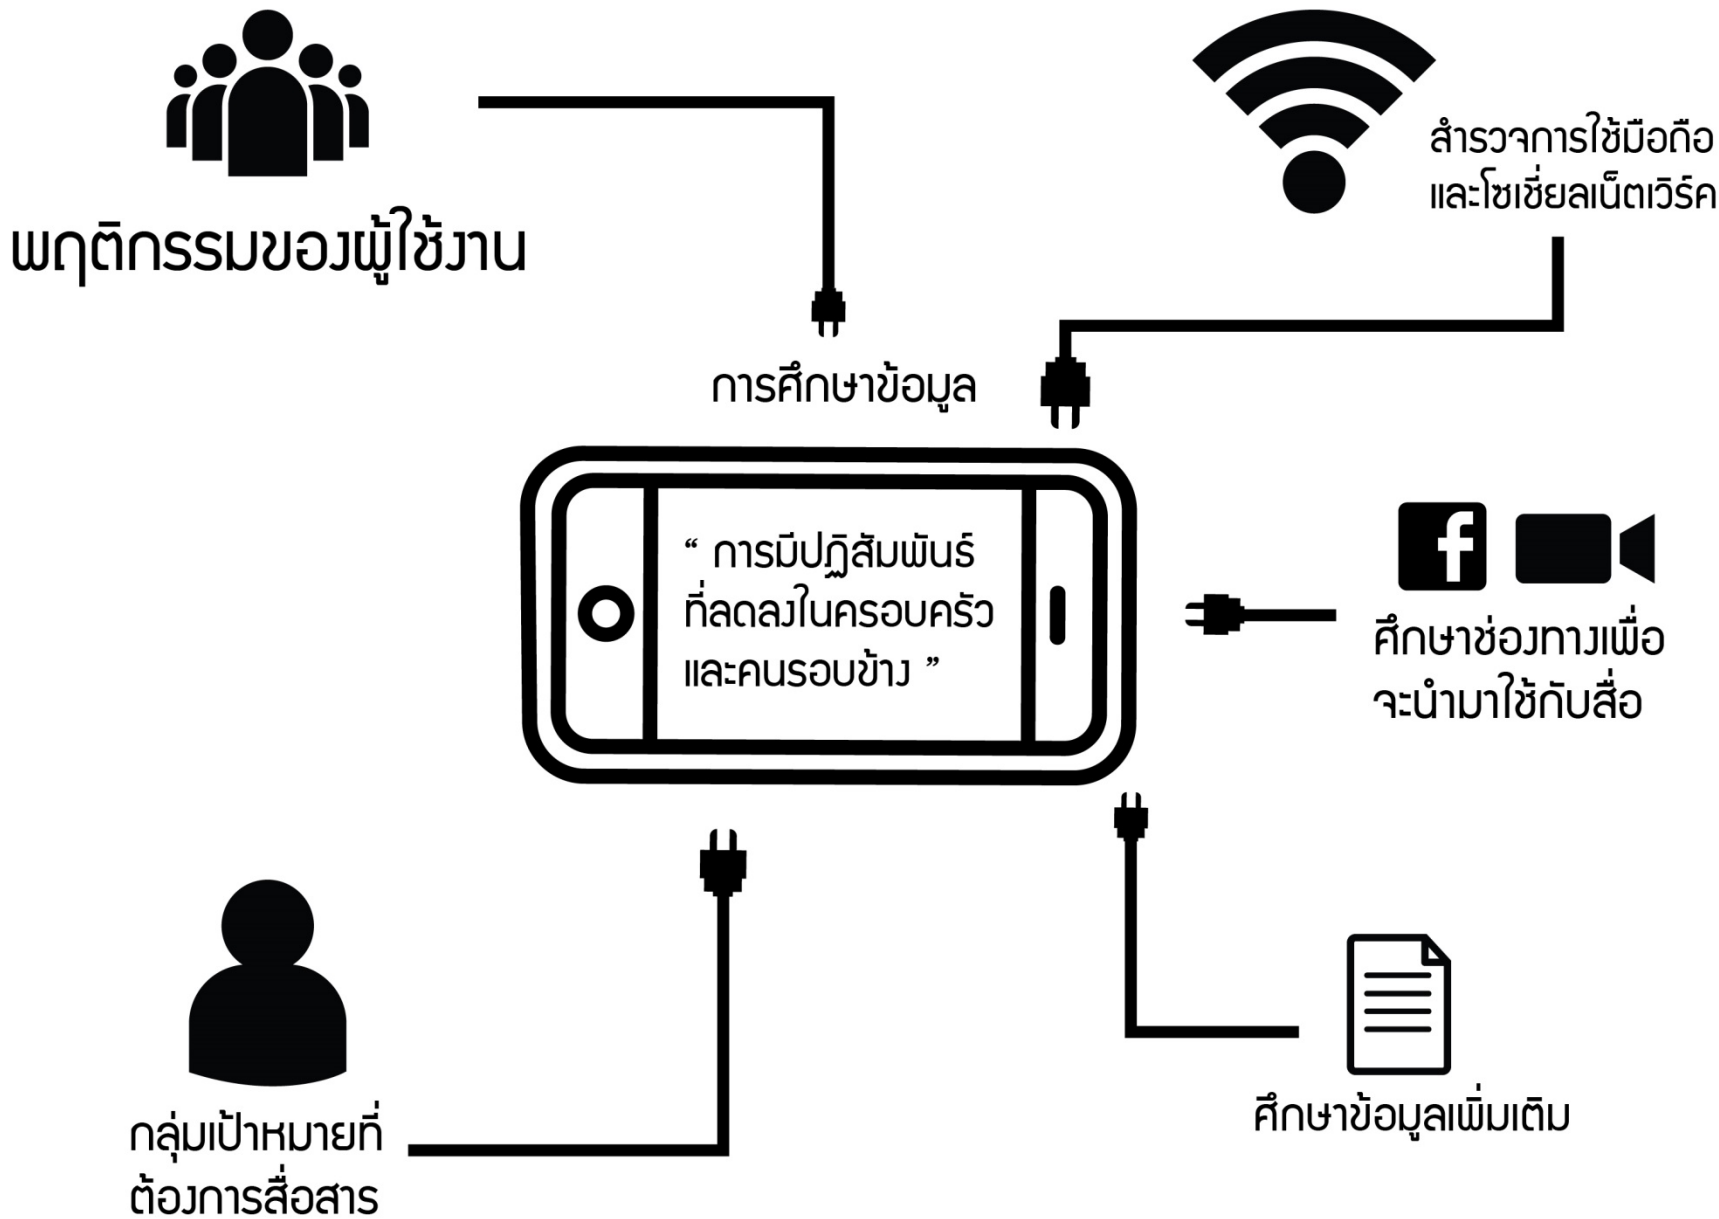 พฤติกรรมของผู้ใช้งาน
สำรวจการใช้มือถือ
และโซเชี่ยลเน็ตเวิร์ค
การศึกษาข้อมูล
“ การมีปฏิสัมพันธ์
ที่ลดลงในครอบครัว
และคนรอบข้าง ”
f
ศึกษาช่องทางเพื่อ
จะนำมาใช้กับสื่อ
ศึกษาข้อมูลเพิ่มเติม
กลุ่มเป้าหมายที่
ต้องการสื่อสาร